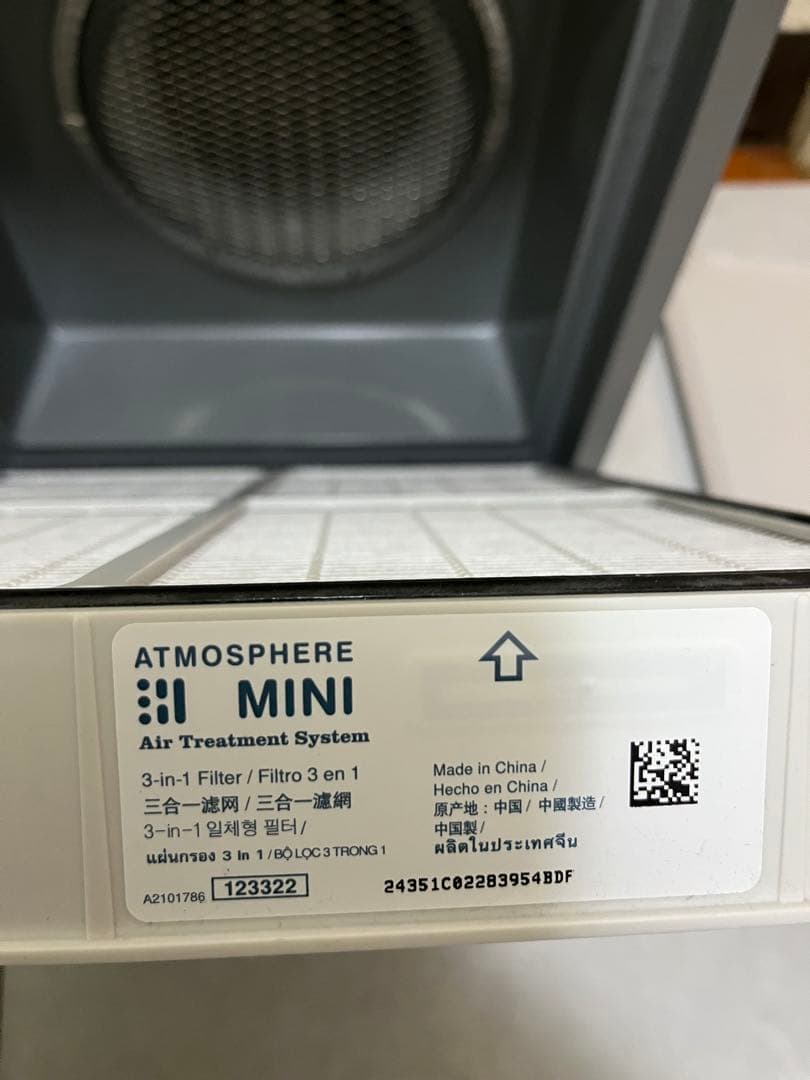 ATMOSPHERE
MINI
Air Treatment System
3-in-1 Filter / Filtro 3 en 1
三合一滤网 / 三合一濾網
3-in-1 일체형 필터 /
แผ่นกรอง 3 In 1 / BỘ LỌC 3 TRONG 1
A2101786 123322
Made in China /
Hecho en China /
原产地：中国 / 中國製造 /
中国製 /
ผลิตในประเทศจีน
24351C02283954BDF